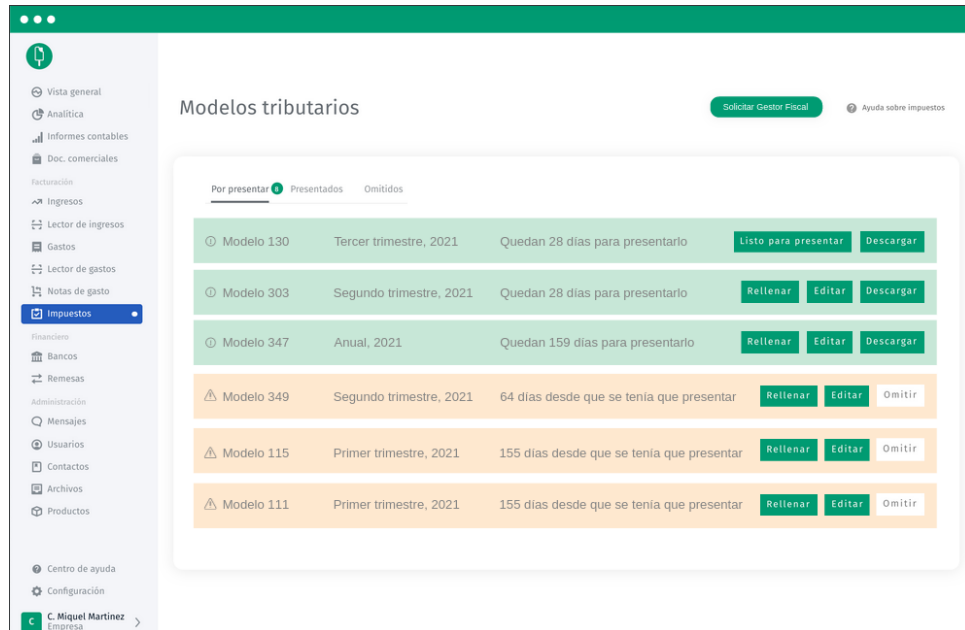 Vista general
Analítica
Informes contables
Doc. comerciales
Facturación
Ingresos
Lector de ingresos
Gastos
Lector de gastos
Notas de gasto
Impuestos
Financiero
Bancos
Remesas
Administración
Mensajes
Usuarios
Contactos
Archivos
Productos
Centro de ayuda
Configuración
C
C. Miquel Martinez
Empresa
Modelos tributarios
Solicitar Gestor Fiscal
Ayuda sobre impuestos
Por presentar 8 Presentados Omitidos
Modelo 130 Tercer trimestre, 2021 Quedan 28 días para presentarlo Listo para presentar Descargar
Modelo 303 Segundo trimestre, 2021 Quedan 28 días para presentarlo Rellenar Editar Descargar
Modelo 347 Anual, 2021 Quedan 159 días para presentarlo Rellenar Editar Descargar
Modelo 349 Segundo trimestre, 2021 64 días desde que se tenía que presentar Rellenar Editar Omitir
Modelo 115 Primer trimestre, 2021 155 días desde que se tenía que presentar Rellenar Editar Omitir
Modelo 111 Primer trimestre, 2021 155 días desde que se tenía que presentar Rellenar Editar Omitir